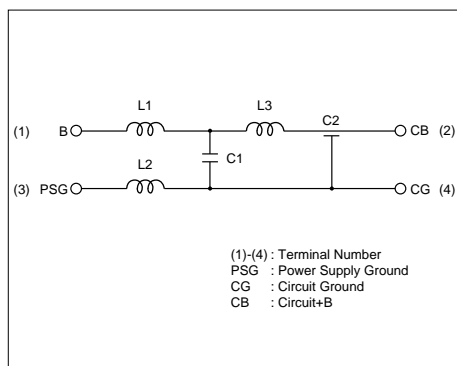 L1 L3
C2
(1) B CB (2)
C1
L2
(3) PSG CG (4)
(1)-(4) : Terminal Number
PSG : Power Supply Ground
CG : Circuit Ground
CB : Circuit+B